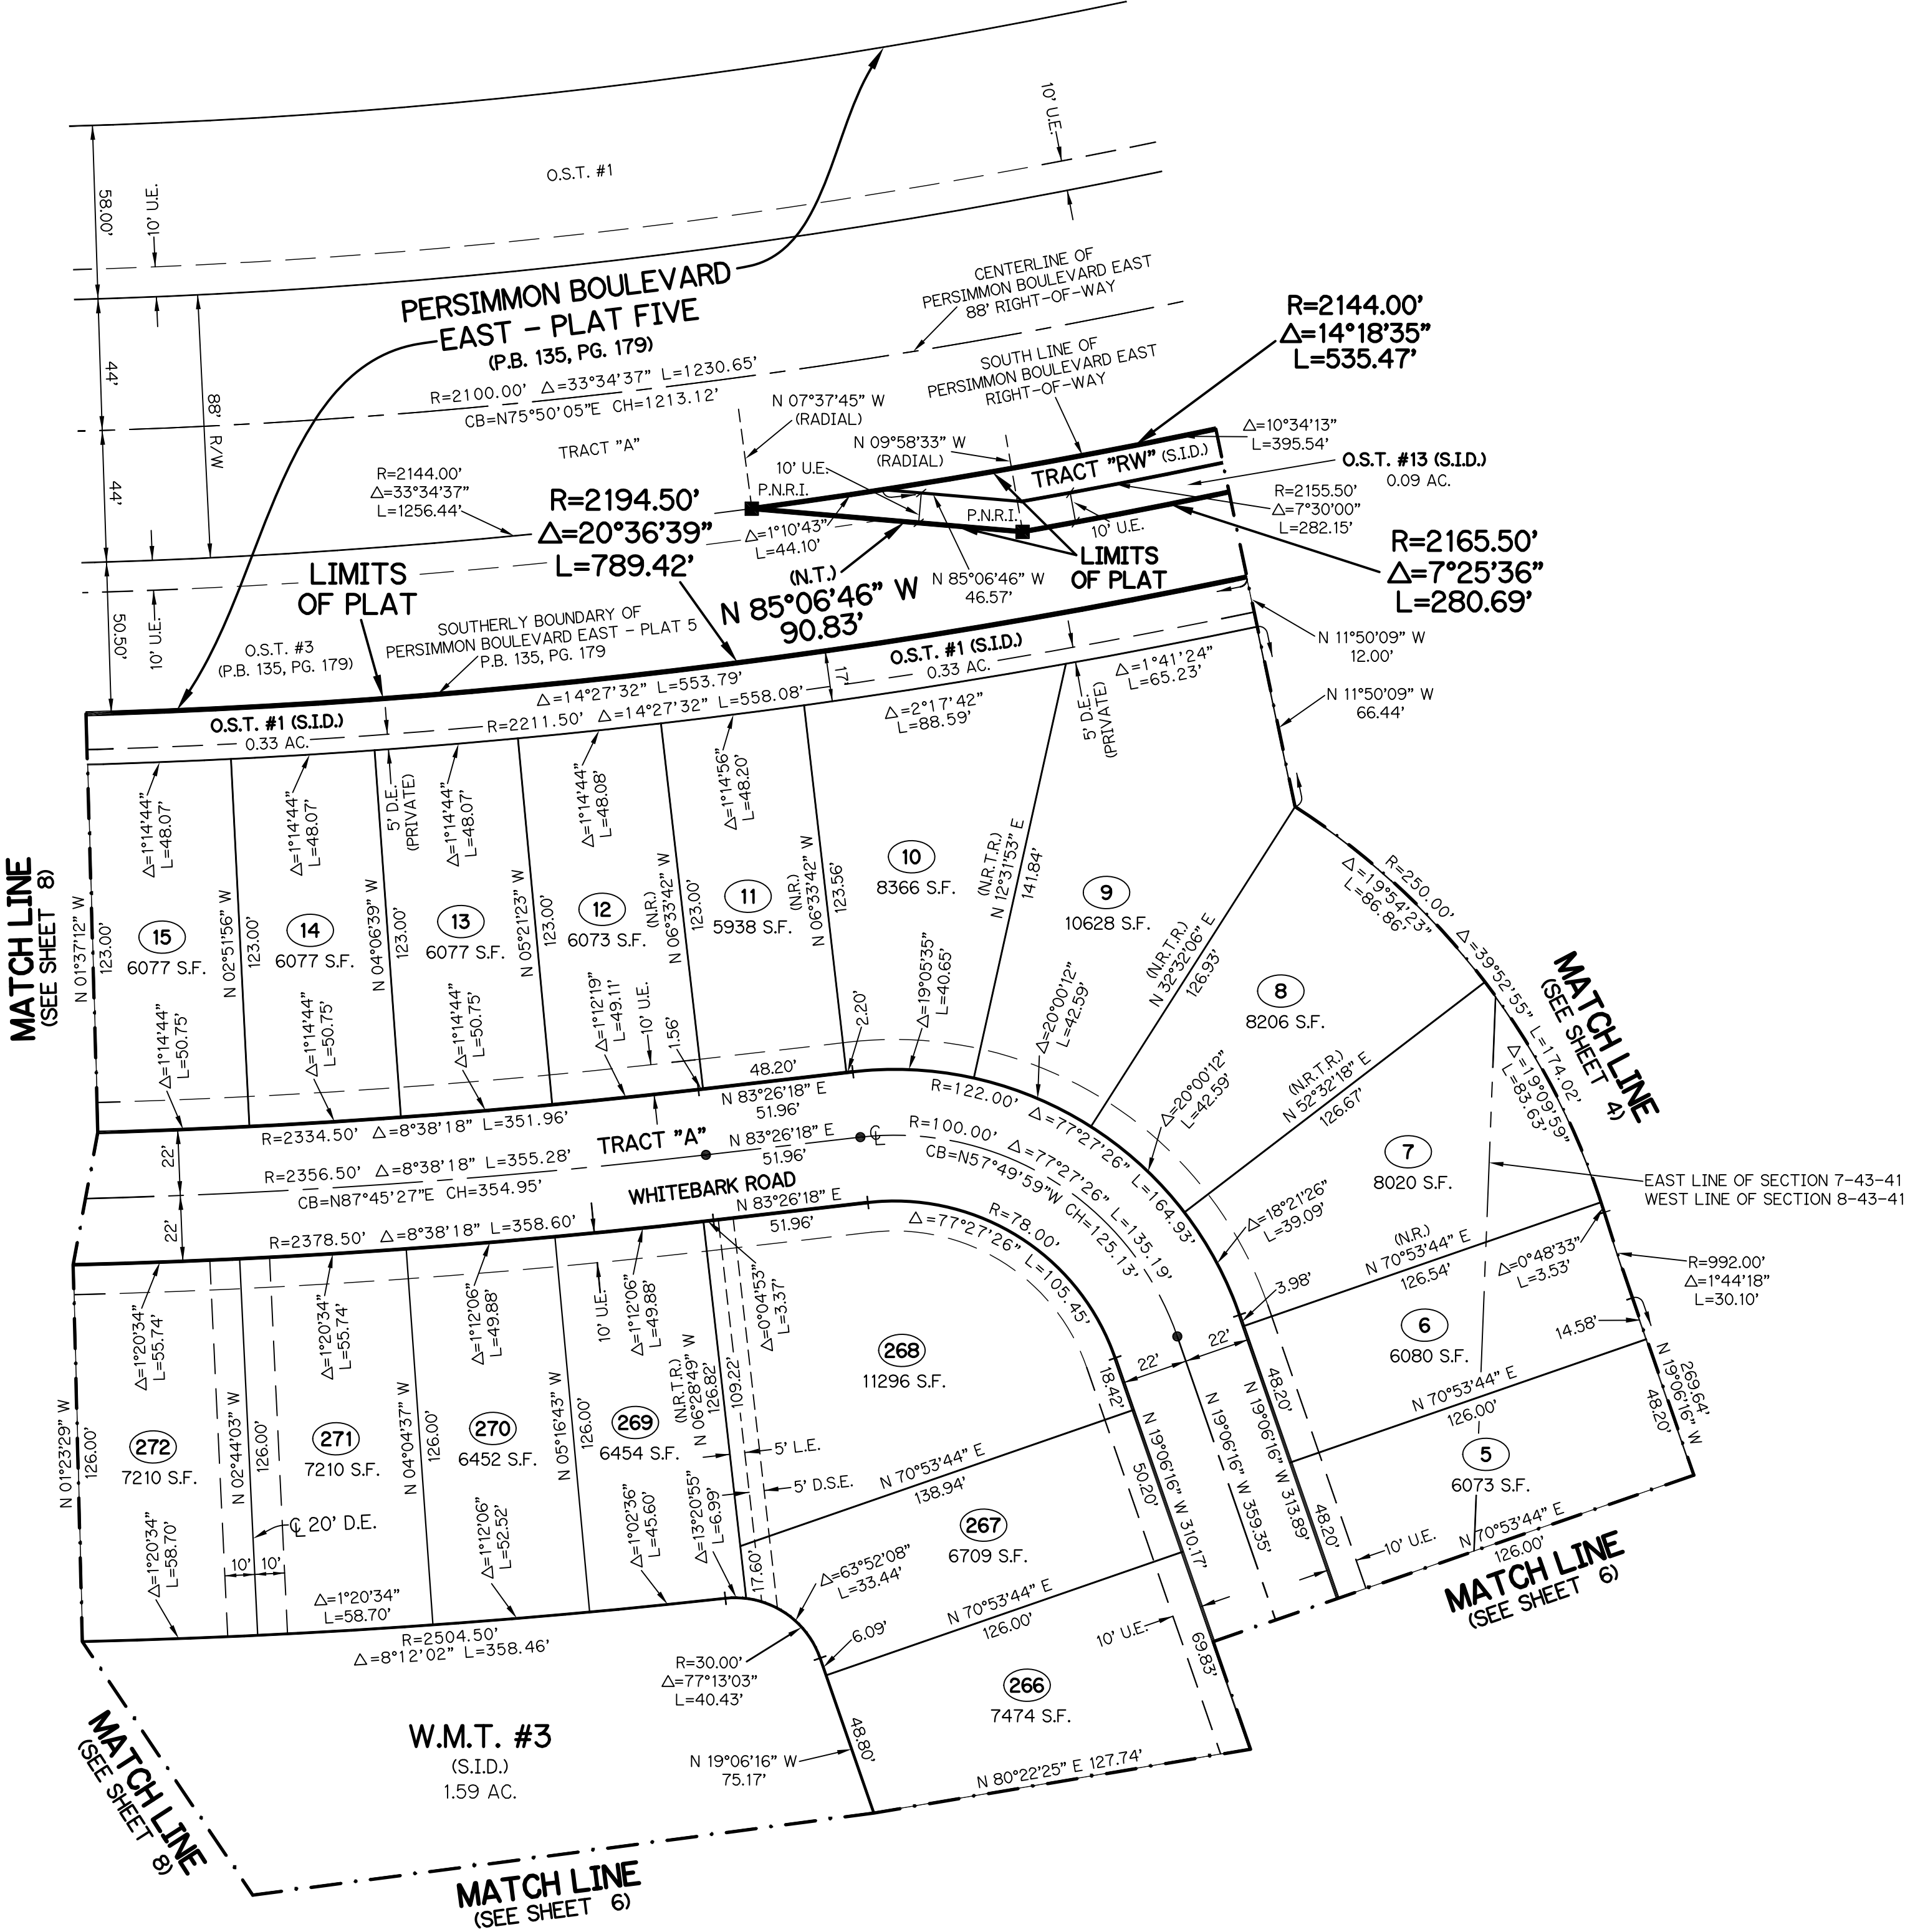 58.00'
10' U.E.
O.S.T. #1
10' U.E.
PERSIMMON BOULEVARD
EAST - PLAT FIVE
(P.B. 135, PG. 179)
CENTERLINE OF
PERSIMMON BOULEVARD EAST
88' RIGHT-OF-WAY
44'
88' R/W
44'
R=2100.00' Δ=33°34'37" L=1230.65'
CB=N75°50'05"E CH=1213.12'
TRACT "A"
R=2144.00'
Δ=33°34'37"
L=1256.44'
SOUTH LINE OF
PERSIMMON BOULEVARD EAST
RIGHT-OF-WAY
R=2144.00'
Δ=14°18'35"
L=535.47'
N 07°37'45" W
(RADIAL)
N 09°58'33" W
(RADIAL)
Δ=10°34'13"
L=395.54'
TRACT "RW" (S.I.D.)
O.S.T. #13 (S.I.D.)
0.09 AC.
R=2155.50'
Δ=7°30'00"
L=282.15'
10' U.E.
P.N.R.I.
P.N.R.I.
10' U.E.
Δ=1°10'43"
L=44.10'
R=2194.50'
Δ=20°36'39"
L=789.42'
(N.T.)
N 85°06'46" W
90.83'
N 85°06'46" W
46.57'
LIMITS
OF PLAT
R=2165.50'
Δ=7°25'36"
L=280.69'
LIMITS
OF PLAT
50.50'
10' U.E.
O.S.T. #3
(P.B. 135, PG. 179)
SOUTHERLY BOUNDARY OF
PERSIMMON BOULEVARD EAST - PLAT 5
P.B. 135, PG. 179
N 11°50'09" W
12.00'
N 11°50'09" W
66.44'
O.S.T. #1 (S.I.D.)
0.33 AC.
17'
Δ=14°27'32" L=553.79'
R=2211.50' Δ=14°27'32" L=558.08'
O.S.T. #1 (S.I.D.)
0.33 AC.
Δ=2°17'42"
L=88.59'
Δ=1°41'24"
L=65.23'
5' D.E.
(PRIVATE)
5' D.E.
(PRIVATE)
Δ=1°14'44"
L=48.07'
Δ=1°14'44"
L=48.07'
Δ=1°14'44"
L=48.07'
Δ=1°14'44"
L=48.08'
Δ=1°14'56"
L=48.20'
MATCH LINE
(SEE SHEET 8)
N 01°37'12" W
123.00'
15
6077 S.F.
N 02°51'56" W
123.00'
14
6077 S.F.
N 04°06'39" W
123.00'
13
6077 S.F.
N 05°21'23" W
123.00'
12
6073 S.F.
(N.R.)
N 06°33'42" W
123.00'
11
5938 S.F.
(N.R.)
N 06°33'42" W
123.56'
10
8366 S.F.
(N.R.T.R.)
N 12°31'53" E
141.84'
9
10628 S.F.
(N.R.T.R.)
N 32°32'06" E
126.93'
8
8206 S.F.
(N.R.T.R.)
N 52°32'18" E
126.67'
7
8020 S.F.
R=250.00' Δ=39°52'55" L=174.02'
Δ=19°54'23"
L=86.86'
Δ=19°09'59"
L=83.63'
MATCH LINE
(SEE SHEET 4)
Δ=1°14'44"
L=50.75'
Δ=1°14'44"
L=50.75'
Δ=1°14'44"
L=50.75'
Δ=1°12'19"
L=49.11'
10' U.E.
1.56'
48.20'
2.20'
Δ=19°05'35"
L=40.65'
Δ=20°00'12"
L=42.59'
Δ=20°00'12"
L=42.59'
Δ=18°21'26"
L=39.09'
EAST LINE OF SECTION 7-43-41
WEST LINE OF SECTION 8-43-41
22'
22'
R=2334.50' Δ=8°38'18" L=351.96'
R=2356.50' Δ=8°38'18" L=355.28'
CB=N87°45'27"E CH=354.95'
R=2378.50' Δ=8°38'18" L=358.60'
TRACT "A"
WHITEBARK ROAD
N 83°26'18" E
51.96'
N 83°26'18" E
51.96'
N 83°26'18" E
51.96'
℄
R=122.00' Δ=77°27'26" L=164.93'
R=100.00' Δ=77°27'26" L=135.19'
CB=N57°49'59"W CH=125.13'
R=78.00'
Δ=77°27'26" L=105.45'
3.98'
(N.R.)
N 70°53'44" E
126.54'
Δ=0°48'33"
L=3.53'
R=992.00'
Δ=1°44'18"
L=30.10'
6
6080 S.F.
14.58'
N 70°53'44" E
126.00'
269.64'
N 19°06'16" W
48.20'
5
6073 S.F.
N 70°53'44" E
126.00'
10' U.E.
MATCH LINE
(SEE SHEET 6)
22'
22'
48.20'
N 19°06'16" W 313.89'
48.20'
N 19°06'16" W 359.35'
18.42'
N 19°06'16" W 310.17'
50.20'
69.83'
10' U.E.
Δ=1°20'34"
L=55.74'
Δ=1°20'34"
L=55.74'
Δ=1°12'06"
L=49.88'
10' U.E.
Δ=1°12'06"
L=49.88'
Δ=0°04'53"
L=3.37'
N 01°23'29" W
126.00'
272
7210 S.F.
N 02°44'03" W
126.00'
271
7210 S.F.
N 04°04'37" W
126.00'
270
6452 S.F.
N 05°16'43" W
126.00'
269
6454 S.F.
(N.R.T.R.)
N 06°28'49" W
126.82'
109.22'
268
11296 S.F.
5' L.E.
5' D.S.E.
℄ 20' D.E.
10' 10'
Δ=1°20'34"
L=58.70'
Δ=1°20'34"
L=58.70'
Δ=1°12'06"
L=52.52'
Δ=1°02'36"
L=45.60'
Δ=13°20'55"
L=6.99'
17.60'
N 70°53'44" E
138.94'
267
6709 S.F.
Δ=63°52'08"
L=33.44'
N 70°53'44" E
126.00'
6.09'
R=2504.50'
Δ=8°12'02" L=358.46'
R=30.00'
Δ=77°13'03"
L=40.43'
266
7474 S.F.
W.M.T. #3
(S.I.D.)
1.59 AC.
N 19°06'16" W
75.17'
48.80'
N 80°22'25" E 127.74'
MATCH LINE
(SEE SHEET 8)
MATCH LINE
(SEE SHEET 6)